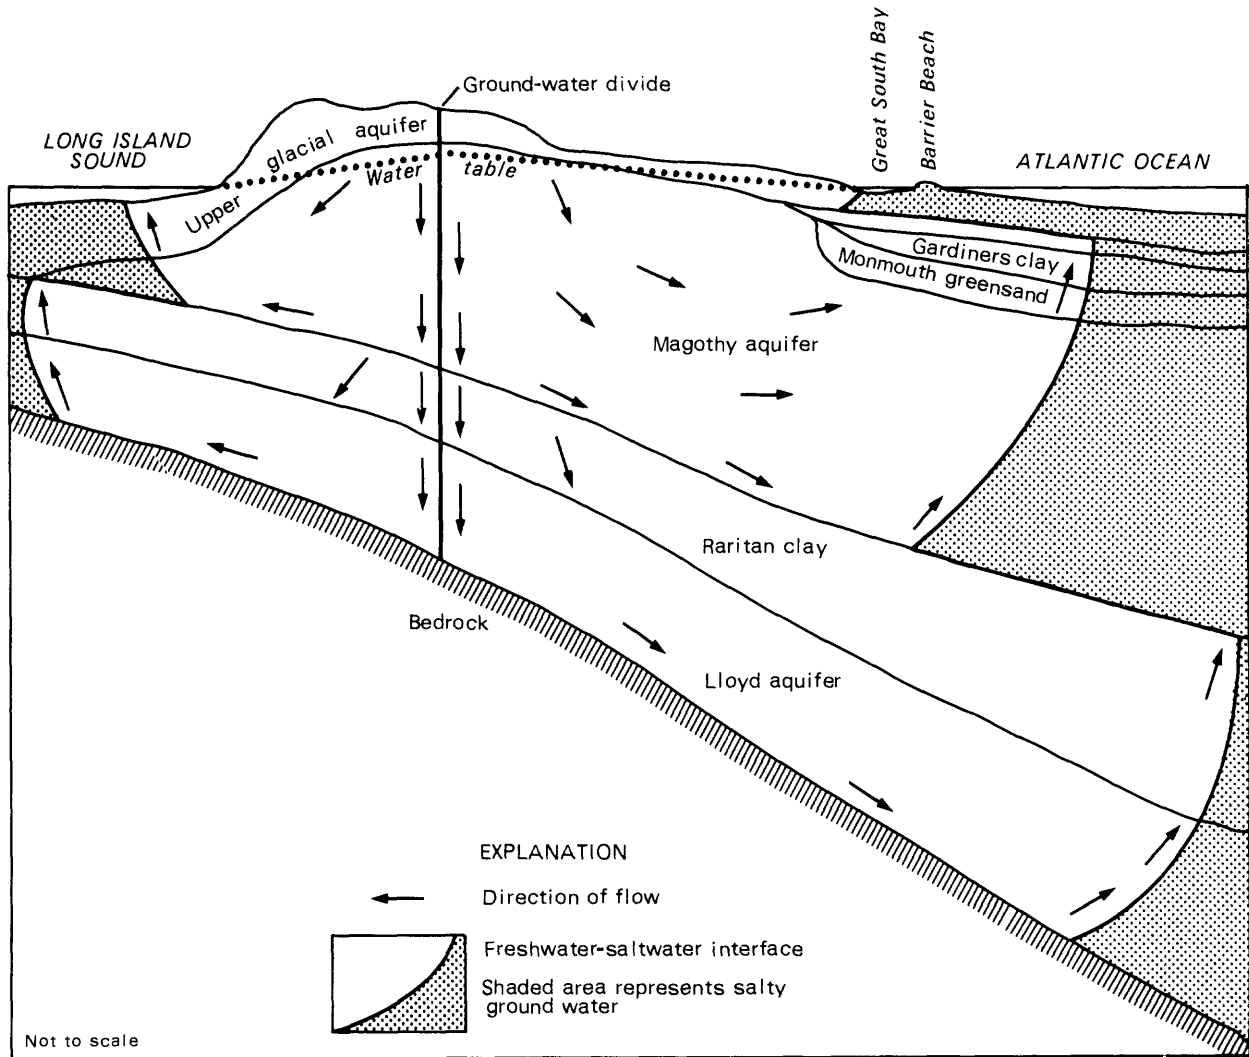 Great South Bay
Barrier Beach
Ground-water divide
LONG ISLAND
SOUND
ATLANTIC OCEAN
Upper glacial aquifer
Water table
Gardiners clay
Monmouth greensand
Magothy aquifer
Raritan clay
Bedrock
Lloyd aquifer
EXPLANATION
Direction of flow
Freshwater-saltwater interface
Shaded area represents salty
ground water
Not to scale